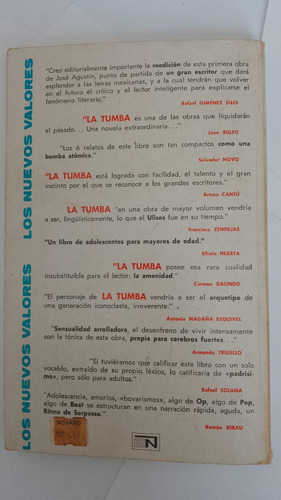 LOS NUEVOS VALORES LOS NUEVOS VALORES
"Creo editorialmente importante la reedición de esta primera obra
de José Agustín, punto de partida de un gran escritor que dará
esplendor a las letras mexicanas, y a la cual tendrán que volver
en el futuro el crítico y el lector inteligente para explicarse el
fenómeno literario."
Rafael GIMÉNEZ SILES
"LA TUMBA es una de las obras que liquidarán
el pasado... Una novela extraordinaria..."
Juan RULFO
"Los 6 relatos de este libro son tan compactos como una
bomba atómica."
Salvador NOVO
"LA TUMBA está lograda con facilidad, el talento y el gran
instinto por el que se reconoce a los grandes escritores."
Arturo CANTÚ
LA TUMBA "en una obra de mayor volumen vendría
a ser, lingüísticamente, lo que el Ulises fue en su tiempo."
Francisco ZENDEJAS
"Un libro de adolescentes para mayores de edad."
Efraín HUERTA
"LA TUMBA posee esa rara cualidad
insubstituible para el lector: la amenidad."
Carmen GALINDO
"El personaje de LA TUMBA vendría a ser el arquetipo de
una generación iconoclasta, irreverente."
Antonio MAGAÑA ESQUIVEL
"Sensualidad arrolladora, el desenfreno de vivir intensamente
son la tónica de esta obra, propia para cerebros fuertes..."
Armando TRUJILLO
"Si tuviéramos que calificar este libro con un solo
vocablo, extraído de su propio léxico, lo calificaría de «padrísi-
mo», pero sólo para adultos."
Rafael SOLANA
"Adolescencia, amoríos, «bovarismos», algo de Op, algo de Pop,
algo de Beat se estructuran en una narración rápida, aguda, un
Ritmo de Sorpasso."
Ramón XIRAU
NOVARO
N